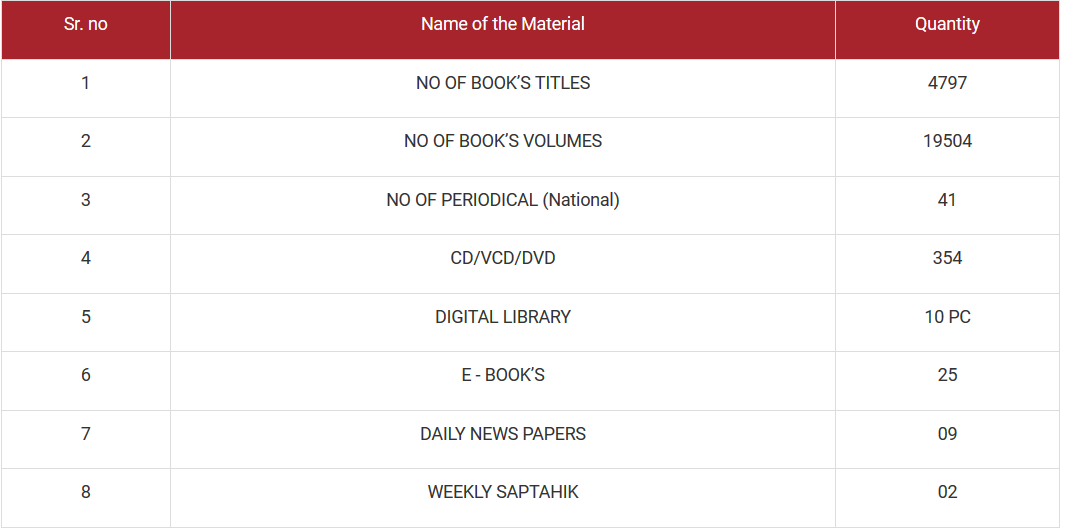 Sr. no Name of the Material Quantity
1 NO OF BOOK’S TITLES 4797
2 NO OF BOOK’S VOLUMES 19504
3 NO OF PERIODICAL (National) 41
4 CD/VCD/DVD 354
5 DIGITAL LIBRARY 10 PC
6 E - BOOK’S 25
7 DAILY NEWS PAPERS 09
8 WEEKLY SAPTAHIK 02